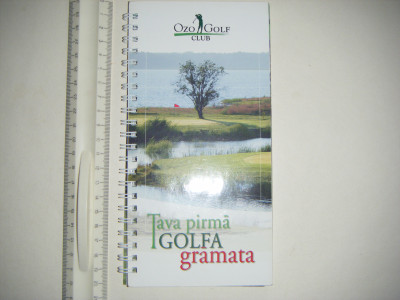 OZO GOLF
CLUB
Tava pirmā
GOLFA
gramata